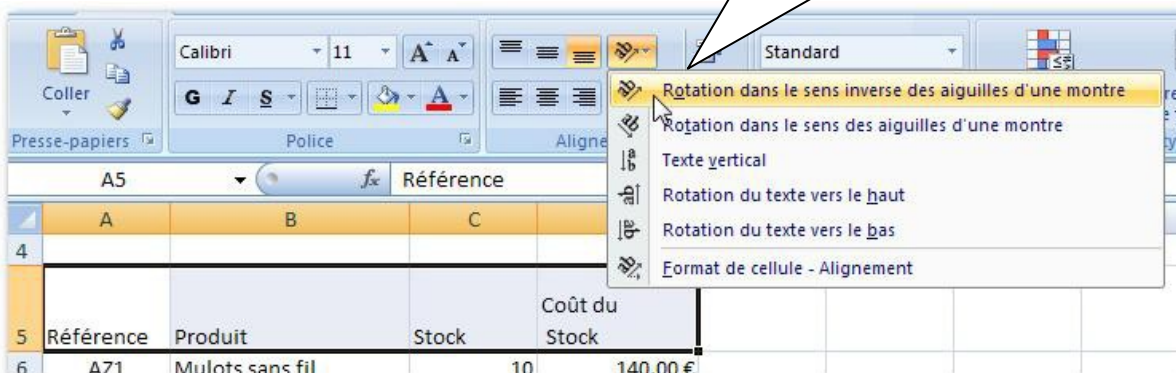 Calibri 11 A A Standard
Coller
G I S A
Presse-papiers Police Aligne
Rotation dans le sens inverse des aiguilles d'une montre
Rotation dans le sens des aiguilles d'une montre
Texte vertical
Rotation du texte vers le haut
Rotation du texte vers le bas
Format de cellule - Alignement
A5 fx Référence
A B C
4
Coût du
5 Référence Produit Stock Stock
6 AZ1 Mulots sans fil 10 140,00 €